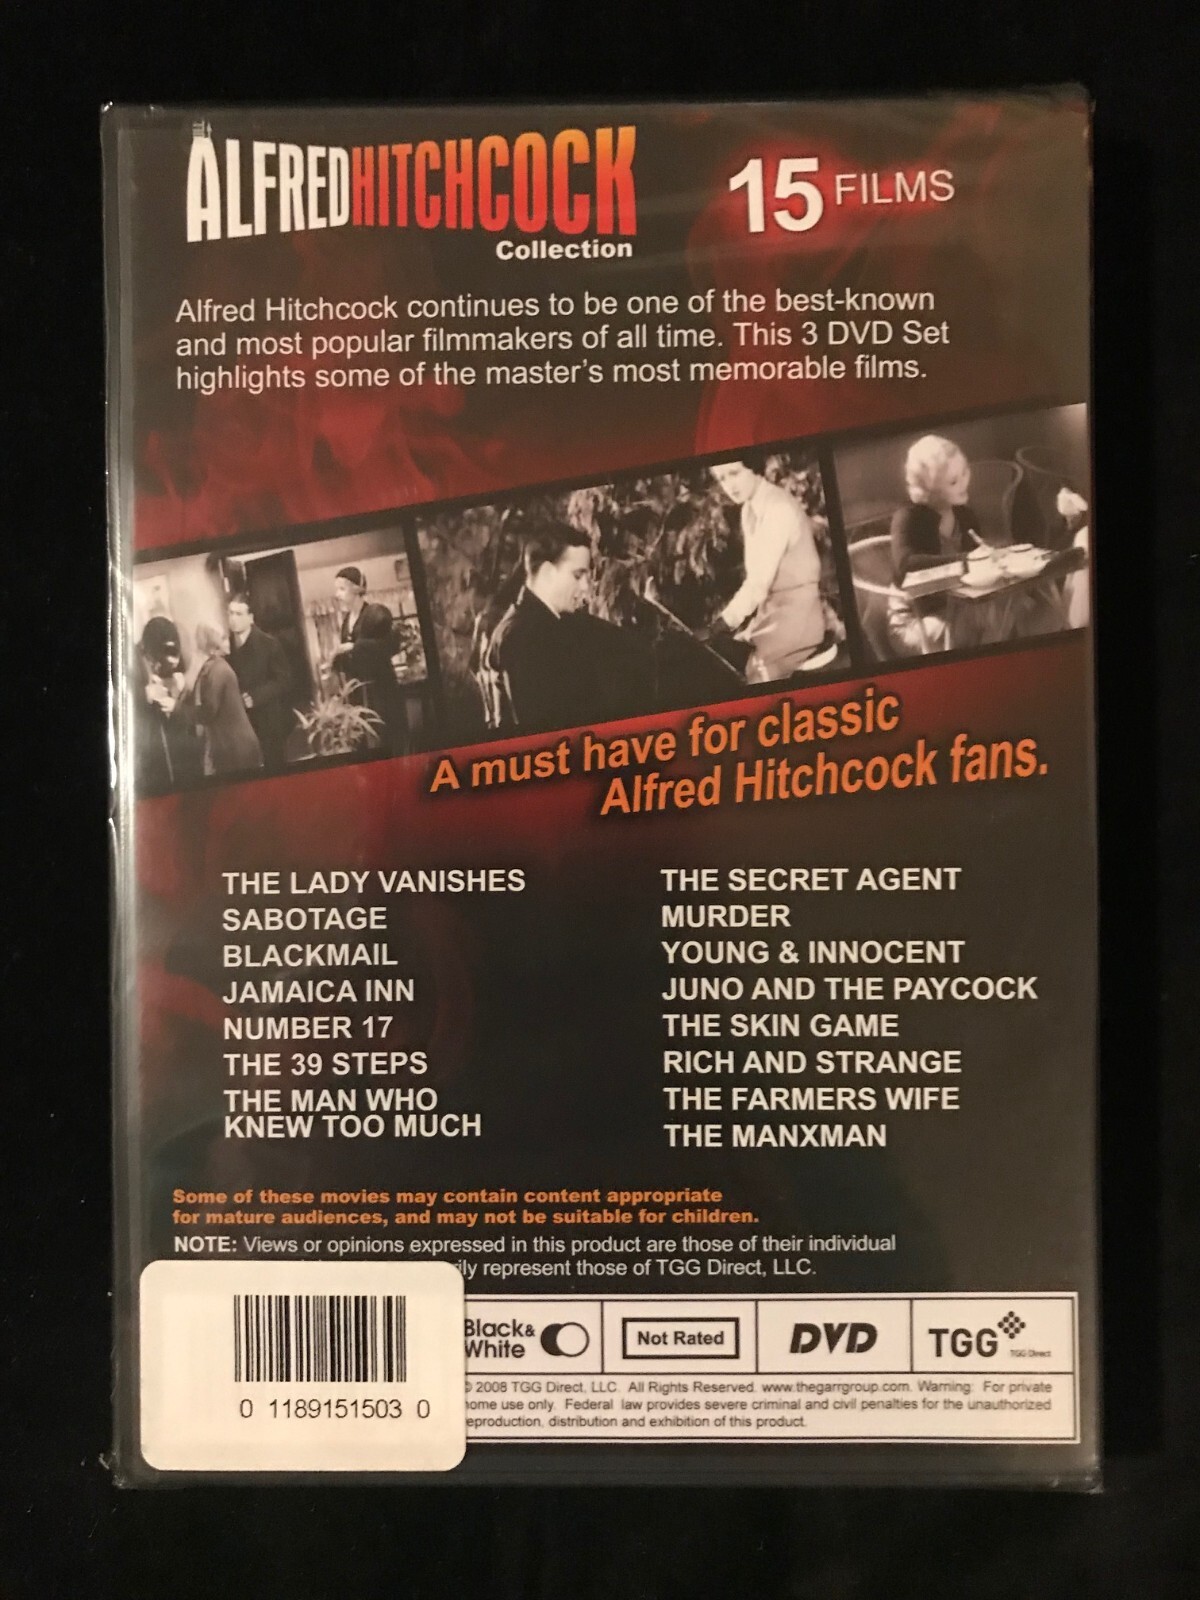 ALFREDHITCHCOCK
Collection
15 FILMS
Alfred Hitchcock continues to be one of the best-known
and most popular filmmakers of all time. This 3 DVD Set
highlights some of the master's most memorable films.
A must have for classic
Alfred Hitchcock fans.
THE LADY VANISHES
SABOTAGE
BLACKMAIL
JAMAICA INN
NUMBER 17
THE 39 STEPS
THE MAN WHO
KNEW TOO MUCH
THE SECRET AGENT
MURDER
YOUNG & INNOCENT
JUNO AND THE PAYCOCK
THE SKIN GAME
RICH AND STRANGE
THE FARMERS WIFE
THE MANXMAN
Some of these movies may contain content appropriate
for mature audiences, and may not be suitable for children.
NOTE: Views or opinions expressed in this product are those of their individual
represent those of TGG Direct, LLC.
0 1189151503 0
Black&
White
Not Rated
DVD
TGG
TGG Direct
© 2008 TGG Direct, LLC. All Rights Reserved. www.thegarrgroup.com. Warning: For private
home use only. Federal law provides severe criminal and civil penalties for the unauthorized
reproduction, distribution and exhibition of this product.